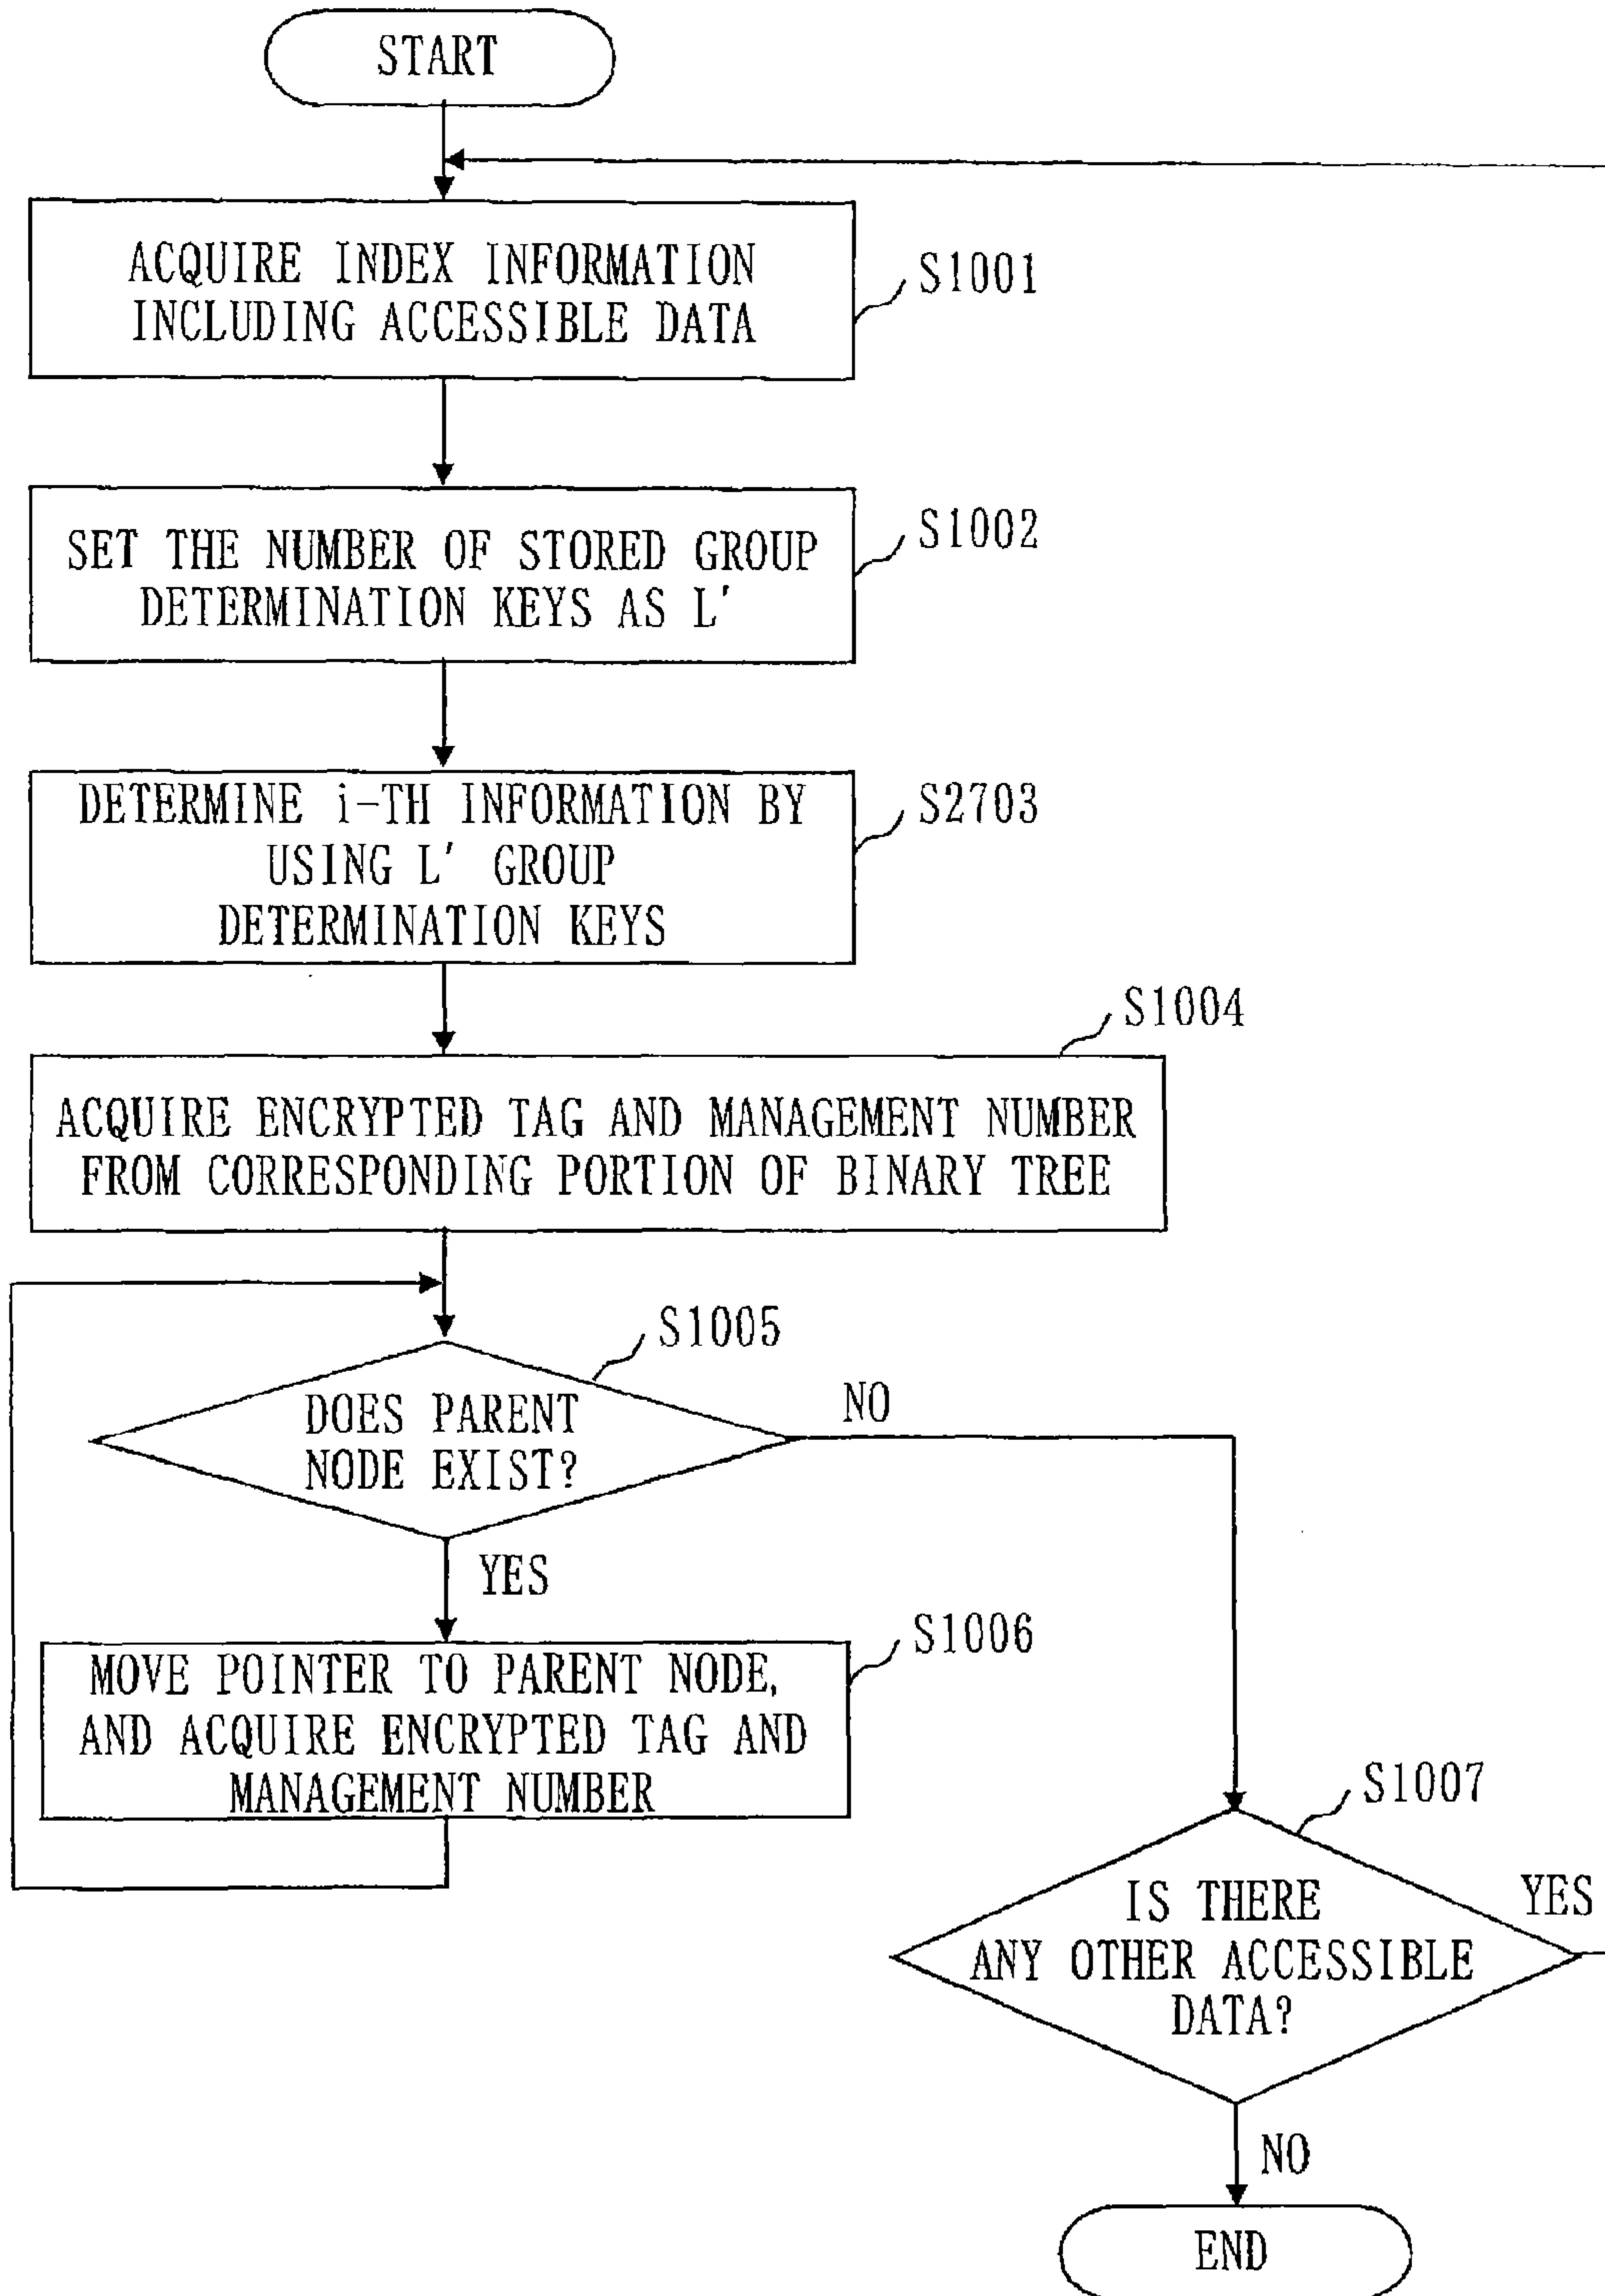 START
ACQUIRE INDEX INFORMATION
INCLUDING ACCESSIBLE DATA
S1001
SET THE NUMBER OF STORED GROUP
DETERMINATION KEYS AS L'
S1002
DETERMINE i-TH INFORMATION BY
USING L' GROUP
DETERMINATION KEYS
S2703
S1004
ACQUIRE ENCRYPTED TAG AND MANAGEMENT NUMBER
FROM CORRESPONDING PORTION OF BINARY TREE
S1005
DOES PARENT
NODE EXIST?
NO
YES
S1006
MOVE POINTER TO PARENT NODE,
AND ACQUIRE ENCRYPTED TAG AND
MANAGEMENT NUMBER
S1007
IS THERE
ANY OTHER ACCESSIBLE
DATA?
YES
NO
END